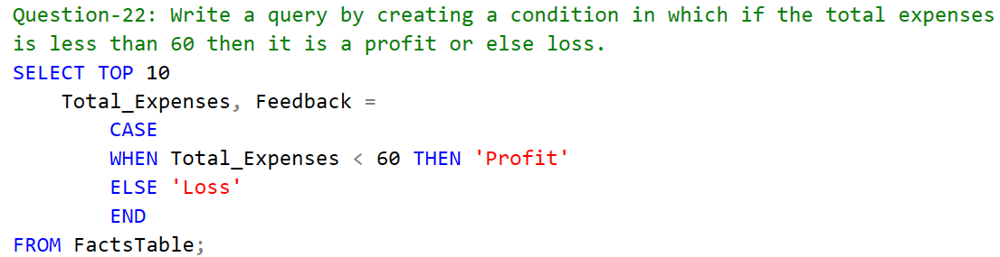 Question-22: Write a query by creating a condition in which if the total expenses
is less than 60 then it is a profit or else loss.
SELECT TOP 10
    Total_Expenses, Feedback =
        CASE
        WHEN Total_Expenses < 60 THEN 'Profit'
        ELSE 'Loss'
        END
FROM FactsTable;